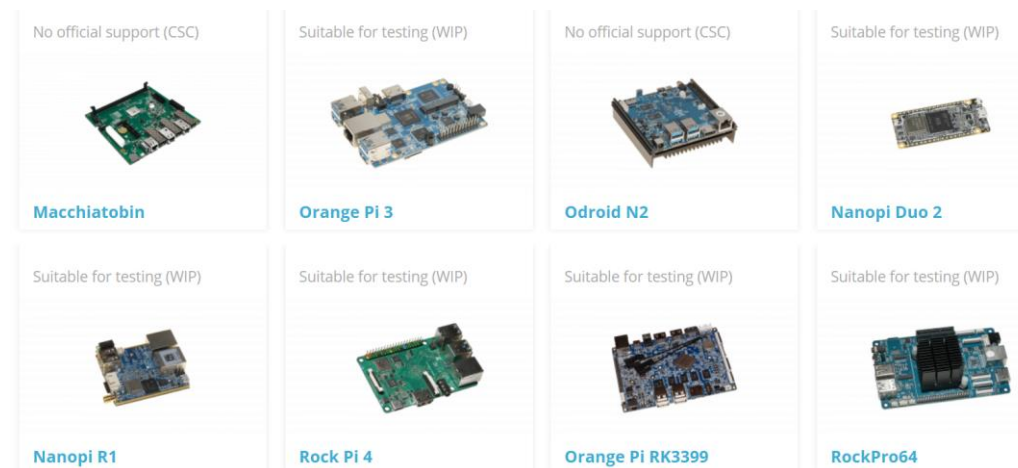 No official support (CSC)
Suitable for testing (WIP)
No official support (CSC)
Suitable for testing (WIP)
Macchiatobin
Orange Pi 3
Odroid N2
Nanopi Duo 2
Suitable for testing (WIP)
Suitable for testing (WIP)
Suitable for testing (WIP)
Suitable for testing (WIP)
Nanopi R1
Rock Pi 4
Orange Pi RK3399
RockPro64